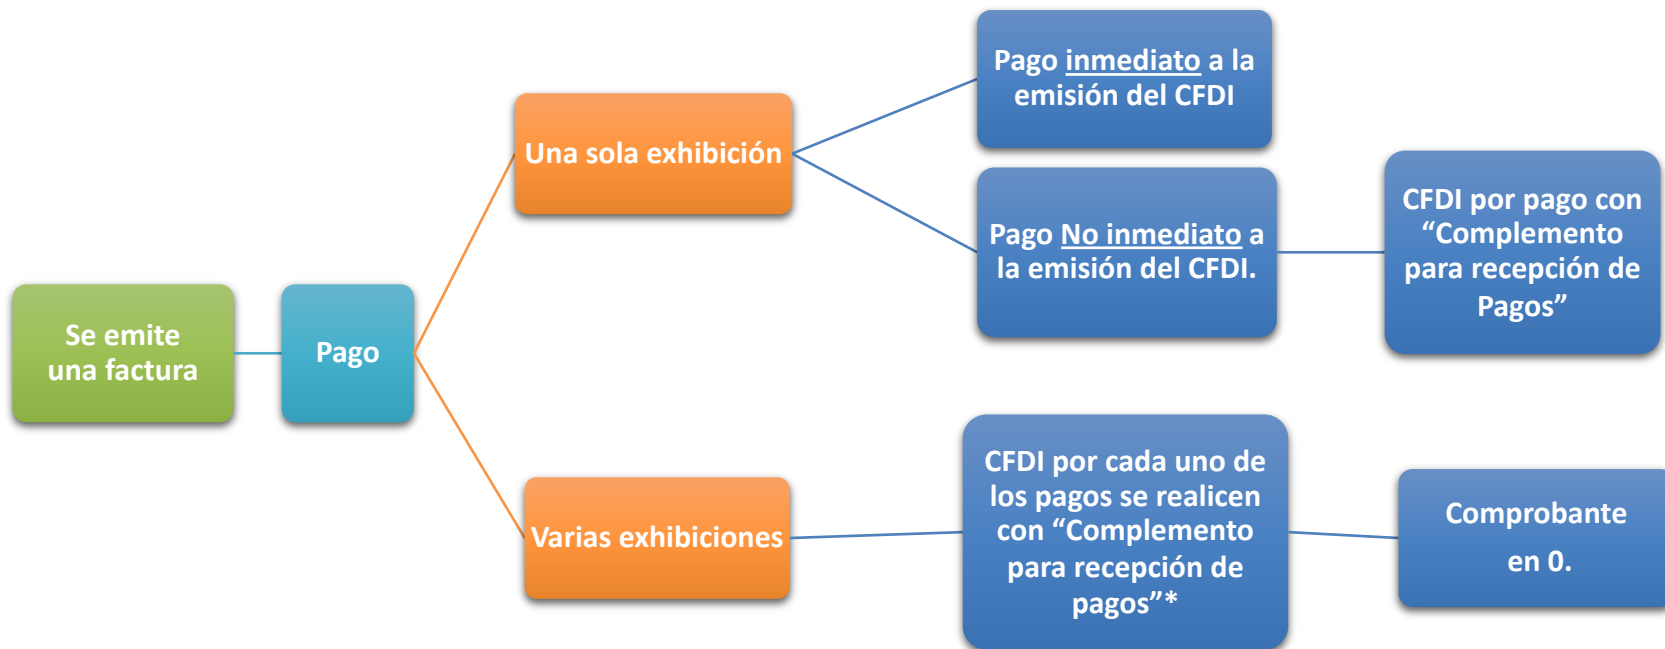 Se emite
una factura
Pago
Una sola exhibición
Pago inmediato a la
emisión del CFDI
Pago No inmediato a
la emisión del CFDI.
CFDI por pago con
“Complemento
para recepción de
Pagos”
Varias exhibiciones
CFDI por cada uno de
los pagos se realicen
con “Complemento
para recepción de
pagos”*
Comprobante
en 0.